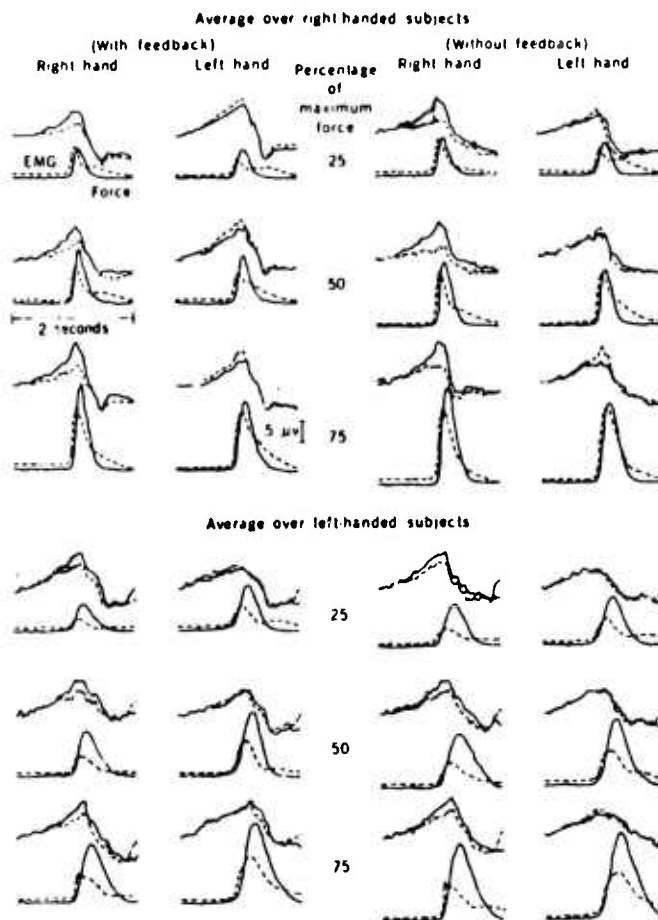 Average over right-handed subjects
(With feedback)
(Without feedback)
Right hand
Left hand
Percentage
of
maximum
force
Right hand
Left hand
EMG
Force
25
50
2 seconds
5 μv
75
Average over left-handed subjects
25
50
75